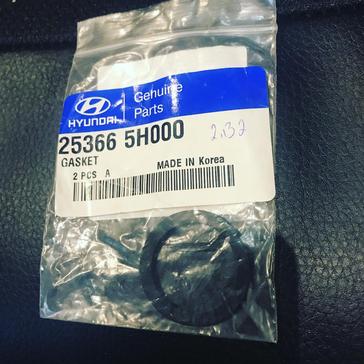 HYUNDAI
Genuine
Parts
25366 5H000
2.32
GASKET
MADE IN Korea
2 PCS A